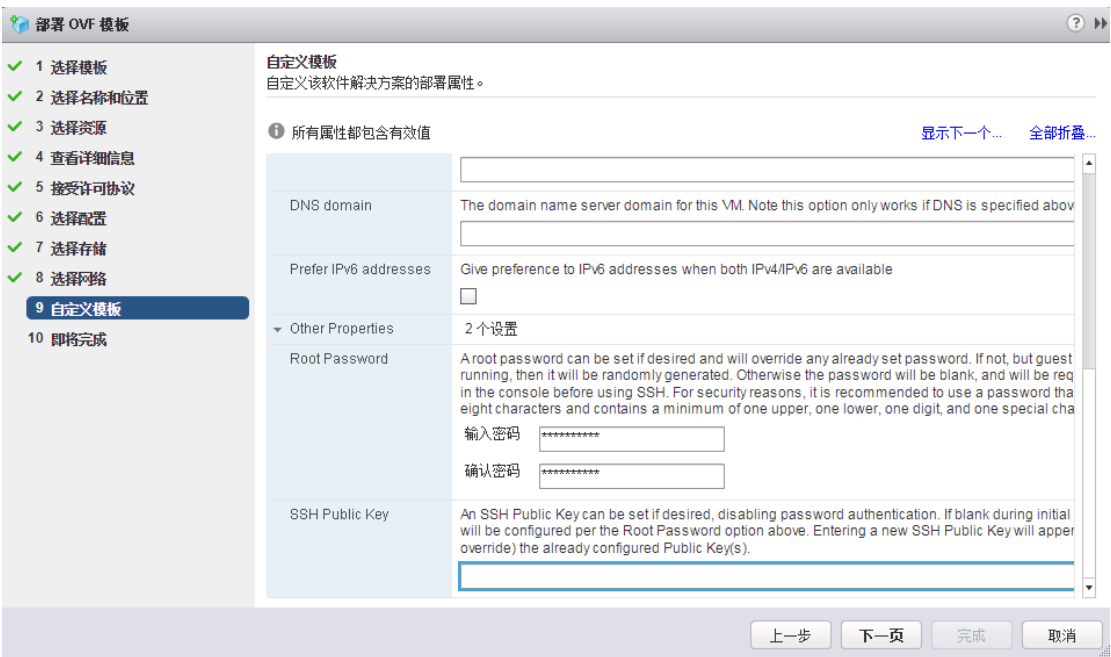 部署 OVF 模板
1 选择模板
2 选择名称和位置
3 选择资源
4 查看详细信息
5 接受许可协议
6 选择配置
7 选择存储
8 选择网络
9 自定义模板
10 即将完成
自定义模板
自定义该软件解决方案的部署属性。
所有属性都包含有效值
显示下一个...
全部折叠...
DNS domain
The domain name server domain for this VM. Note this option only works if DNS is specified abov
Prefer IPv6 addresses
Give preference to IPv6 addresses when both IPv4/IPv6 are available
Other Properties
2 个设置
Root Password
A root password can be set if desired and will override any already set password. If not, but guest
running, then it will be randomly generated. Otherwise the password will be blank, and will be req
in the console before using SSH. For security reasons, it is recommended to use a password tha
eight characters and contains a minimum of one upper, one lower, one digit, and one special cha
输入密码
**********
确认密码
**********
SSH Public Key
An SSH Public Key can be set if desired, disabling password authentication. If blank during initial
will be configured per the Root Password option above. Entering a new SSH Public Key will apper
override) the already configured Public Key(s).
上一步
下一页
完成
取消